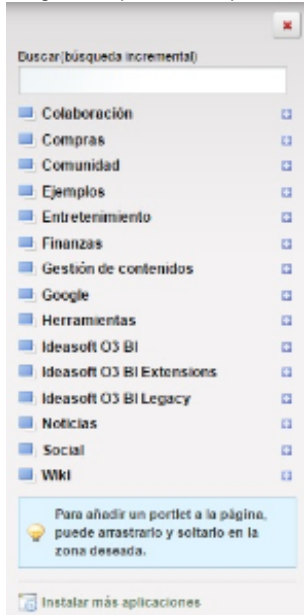 Buscar(búsqueda incremental)
Colaboración
Compras
Comunidad
Ejemplos
Entretenimiento
Finanzas
Gestión de contenidos
Google
Herramientas
Ideasoft O3 BI
Ideasoft O3 BI Extensions
Ideasoft O3 BI Legacy
Noticias
Social
Wiki
Para añadir un portlet a la página,
puede arrastrarlo y soltarlo en la
zona deseada.
Instalar más aplicaciones